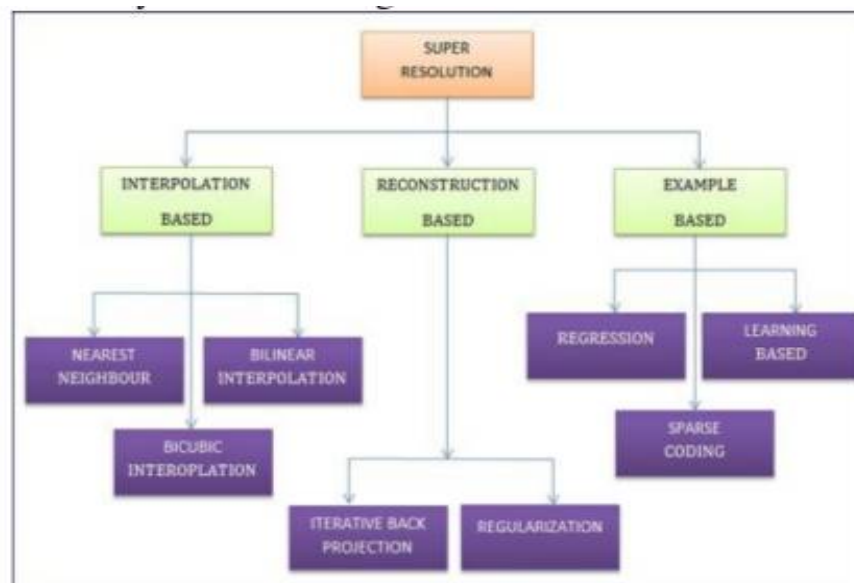 SUPER
RESOLUTION
INTERPOLATION
BASED
RECONSTRUCTION
BASED
EXAMPLE
BASED
NEAREST
NEIGHBOUR
BILINEAR
INTERPOLATION
BICUBIC
INTEROPLATION
ITERATIVE BACK
PROJECTION
REGULARIZATION
REGRESSION
LEARNING
BASED
SPARSE
CODING